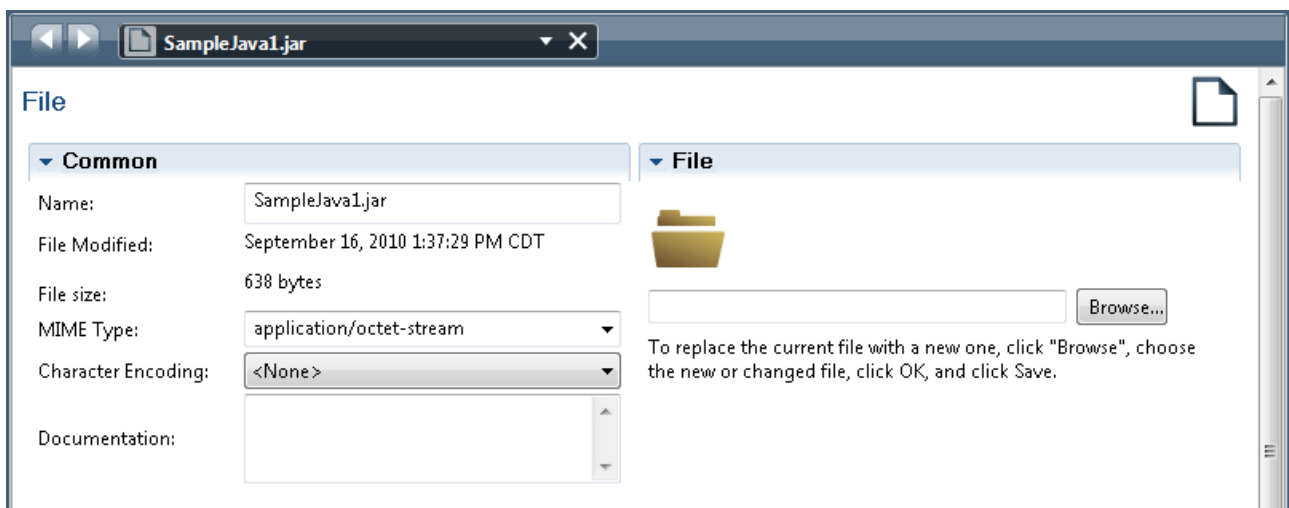 SampleJava1.jar
File
Common
Name: SampleJava1.jar
File Modified: September 16, 2010 1:37:29 PM CDT
File size: 638 bytes
MIME Type: application/octet-stream
Character Encoding: <None>
Documentation:
File
Browse...
To replace the current file with a new one, click "Browse", choose
the new or changed file, click OK, and click Save.